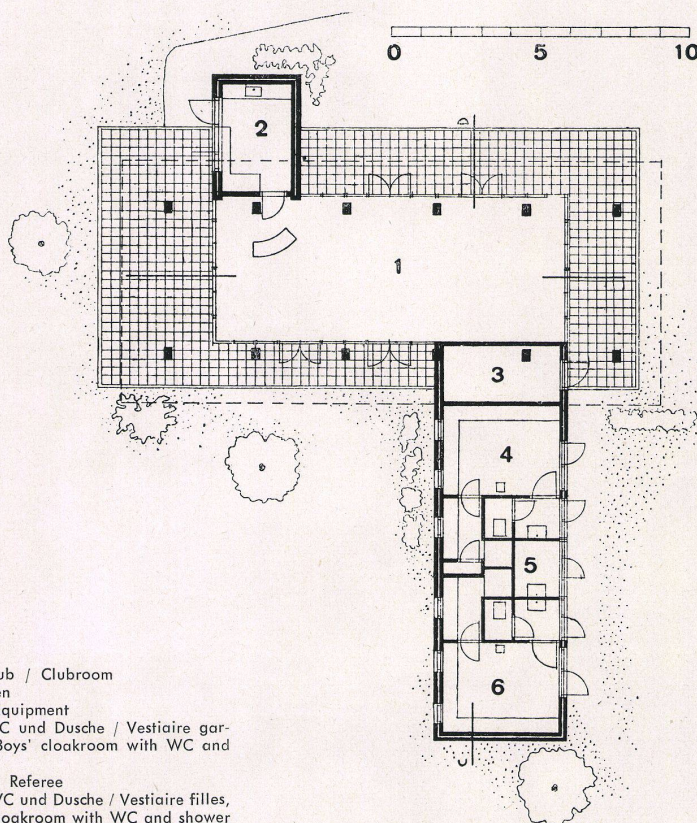 0 5 10
2
1
3
4
5
6
ub / Clubroom
en
quipment
C und Dusche / Vestiaire gar-
Boys' cloakroom with WC and
Referee
VC und Dusche / Vestiaire filles,
oakroom with WC and shower